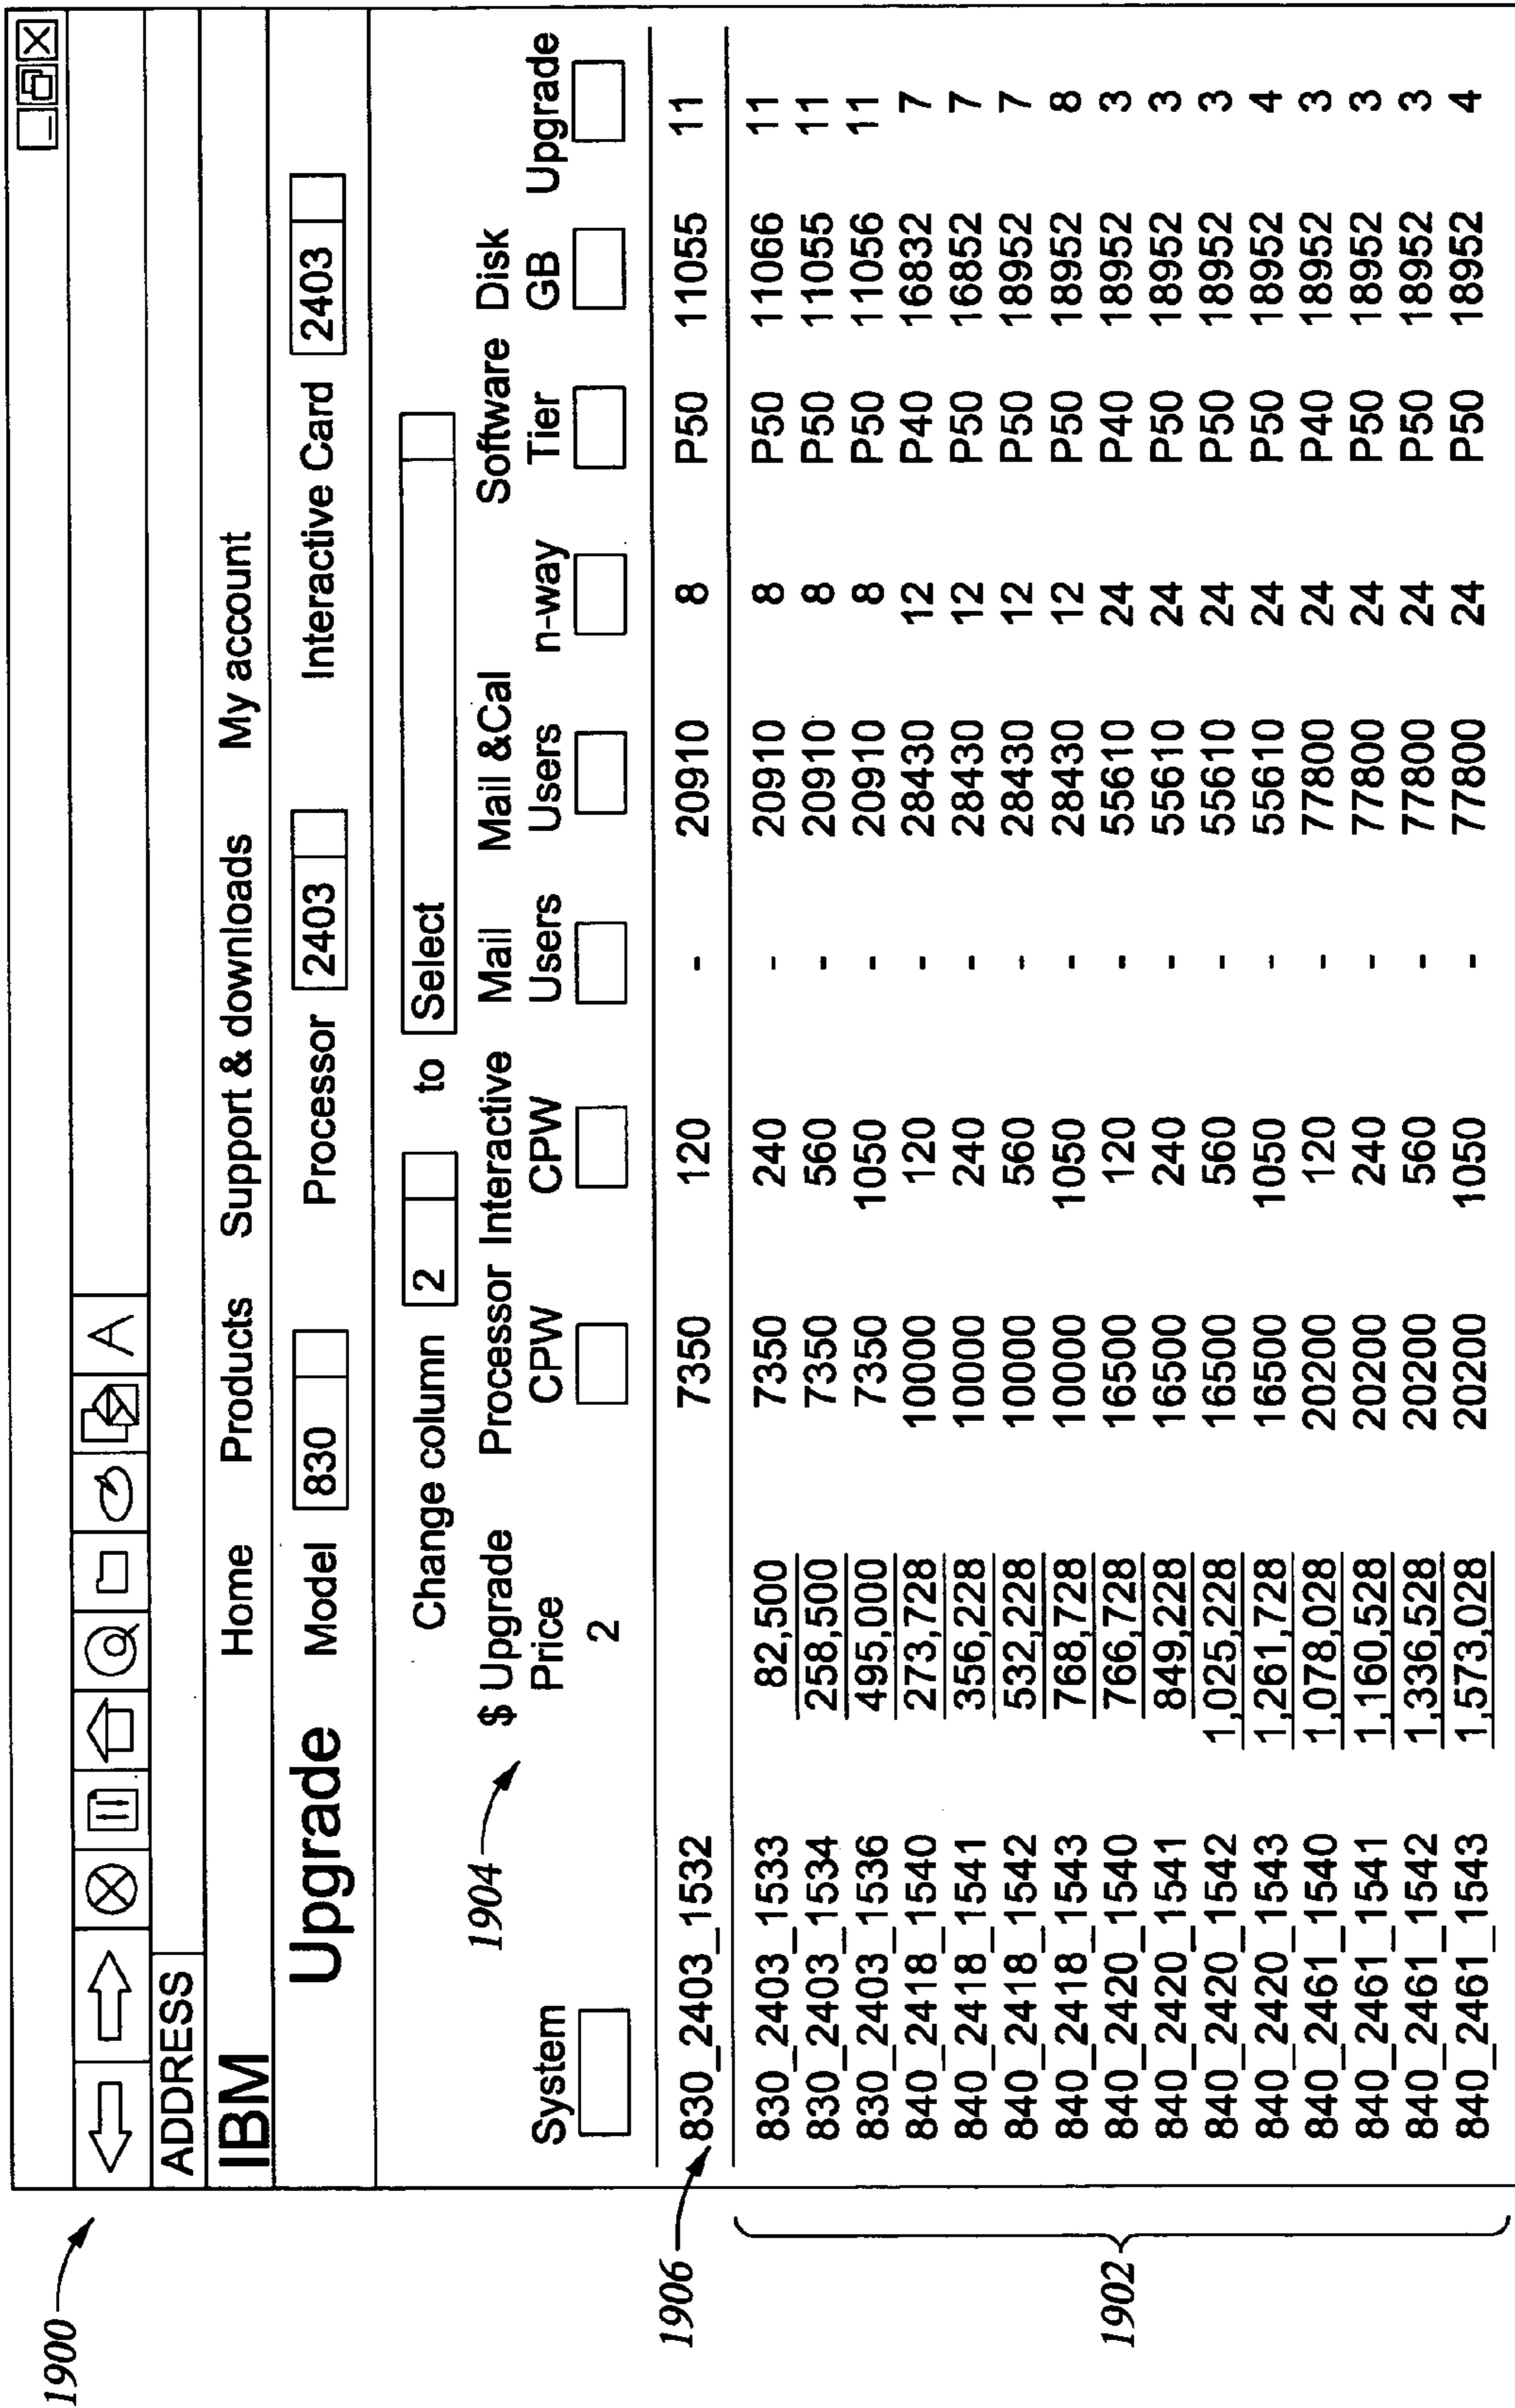 1900
ADDRESS
IBM Home Products Support & downloads My account
Upgrade Model 830 Processor 2403 Interactive Card 2403
Change column 2 to Select
1904
$ Upgrade Processor Interactive Mail Mail &Cal Software Disk
System Price CPW CPW Users Users n-way Tier GB Upgrade
2
1906
830_2403_1532 7350 120 - 20910 8 P50 11055 11
830_2403_1533 82,500 7350 240 - 20910 8 P50 11066 11
830_2403_1534 258,500 7350 560 - 20910 8 P50 11055 11
830_2403_1536 495,000 7350 1050 - 20910 8 P50 11056 11
840_2418_1540 273,728 10000 120 - 28430 12 P40 16832 7
840_2418_1541 356,228 10000 240 - 28430 12 P50 16852 7
840_2418_1542 532,228 10000 560 - 28430 12 P50 18952 7
840_2418_1543 768,728 10000 1050 - 28430 12 P50 18952 8
840_2420_1540 766,728 16500 120 - 55610 24 P40 18952 3
840_2420_1541 849,228 16500 240 - 55610 24 P50 18952 3
840_2420_1542 1,025,228 16500 560 - 55610 24 P50 18952 3
840_2420_1543 1,261,728 16500 1050 - 55610 24 P50 18952 4
840_2461_1540 1,078,028 20200 120 - 77800 24 P40 18952 3
840_2461_1541 1,160,528 20200 240 - 77800 24 P50 18952 3
840_2461_1542 1,336,528 20200 560 - 77800 24 P50 18952 3
840_2461_1543 1,573,028 20200 1050 - 77800 24 P50 18952 4
1902